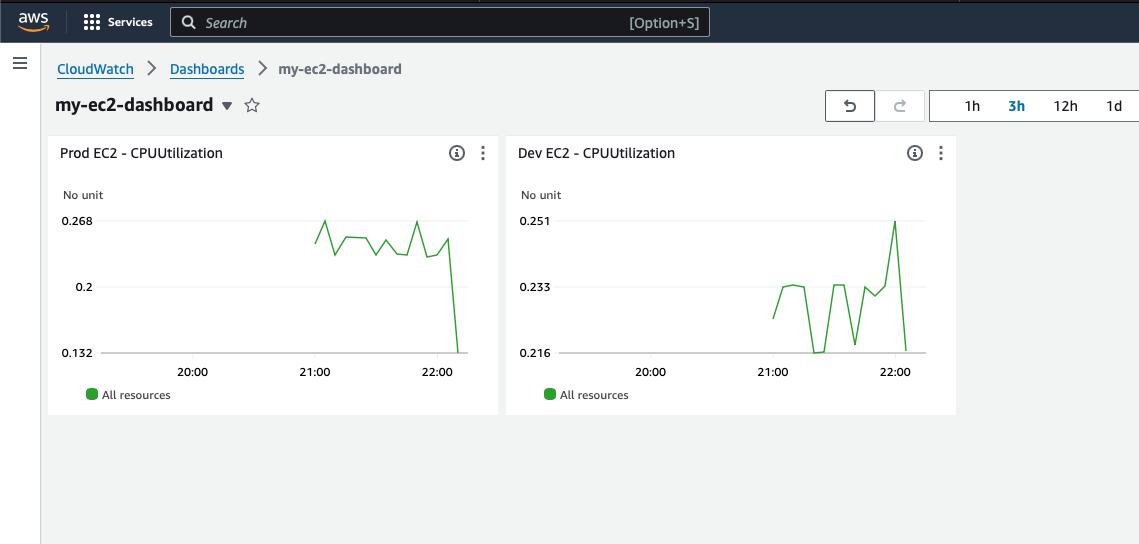 aws Services Search [Option+S]
CloudWatch Dashboards my-ec2-dashboard
my-ec2-dashboard 1h 3h 12h 1d
Prod EC2 - CPUUtilization
No unit
0.268
0.2
0.132
20:00 21:00 22:00
All resources
Dev EC2 - CPUUtilization
No unit
0.251
0.233
0.216
20:00 21:00 22:00
All resources